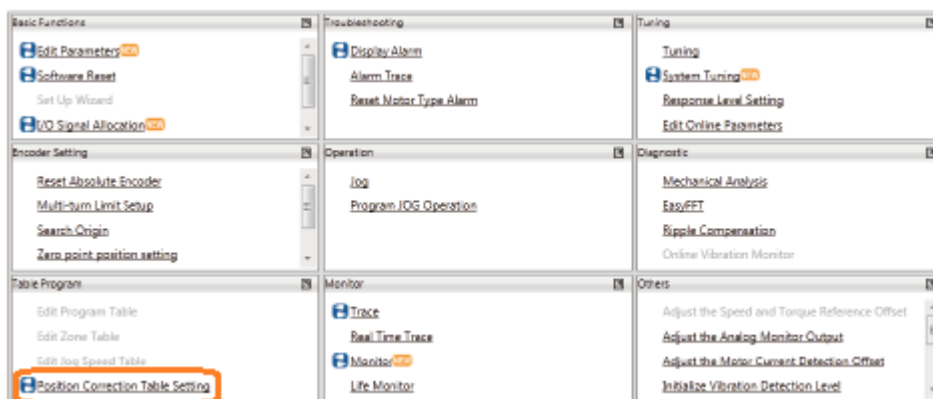 Basic Functions
Edit Parameters NEW
Software Reset
Set Up Wizard
I/O Signal Allocation NEW
Troubleshooting
Display Alarm
Alarm Trace
Reset Motor Type Alarm
Tuning
Tuning
System Tuning NEW
Response Level Setting
Edit Online Parameters
Encoder Setting
Reset Absolute Encoder
Multi-turn Limit Setup
Search Origin
Zero point position setting
Operation
Jog
Program JOG Operation
Diagnostic
Mechanical Analysis
EasyFFT
Ripple Compensation
Online Vibration Monitor
Table Program
Edit Program Table
Edit Zone Table
Edit Jog Speed Table
Position Correction Table Setting
Monitor
Trace
Real Time Trace
Monitor NEW
Life Monitor
Others
Adjust the Speed and Torque Reference Offset
Adjust the Analog Monitor Output
Adjust the Motor Current Detection Offset
Initialize Vibration Detection Level